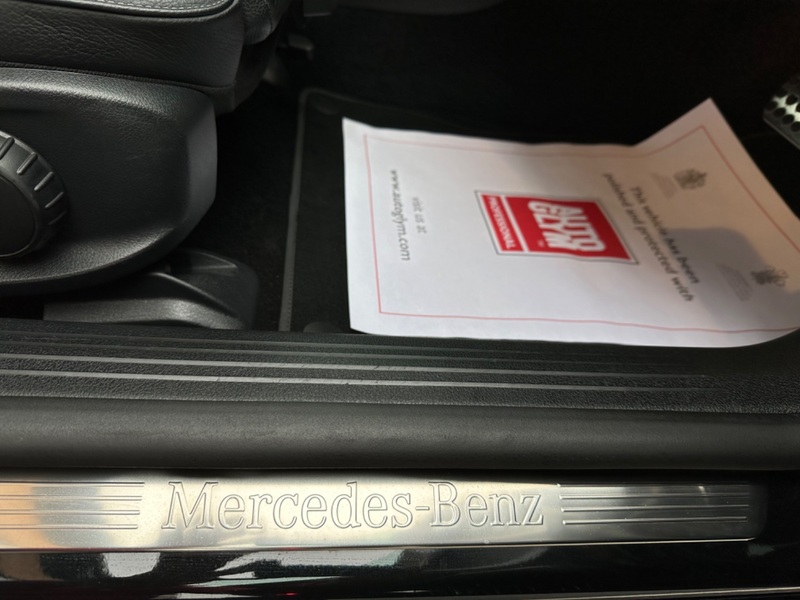 This vehicle has been
polished and protected with
AUTO
GLYM
PROFESSIONAL
visit us at
www.autoglym.com
Mercedes-Benz